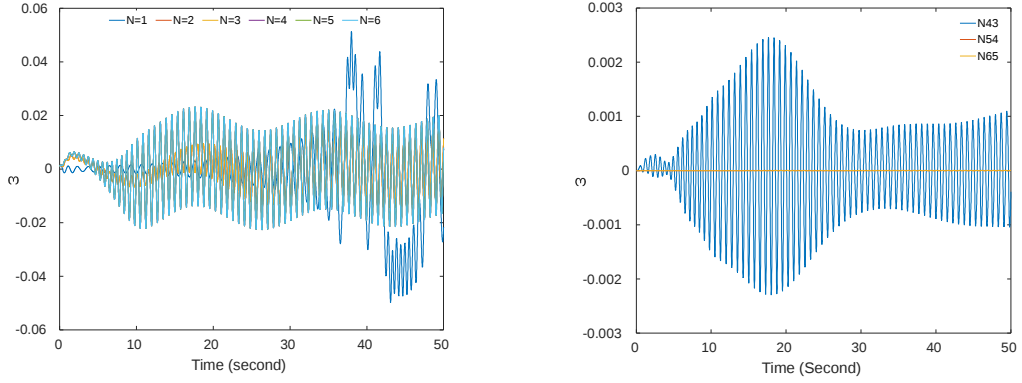 0.06
N=1 N=2 N=3 N=4 N=5 N=6
0.04
0.02
0
-0.02
-0.04
-0.06
0 10 20 30 40 50
Time (second)
ω
0.003
N43
N54
N65
0.002
0.001
0
-0.001
-0.002
-0.003
0 10 20 30 40 50
Time (Second)
ω